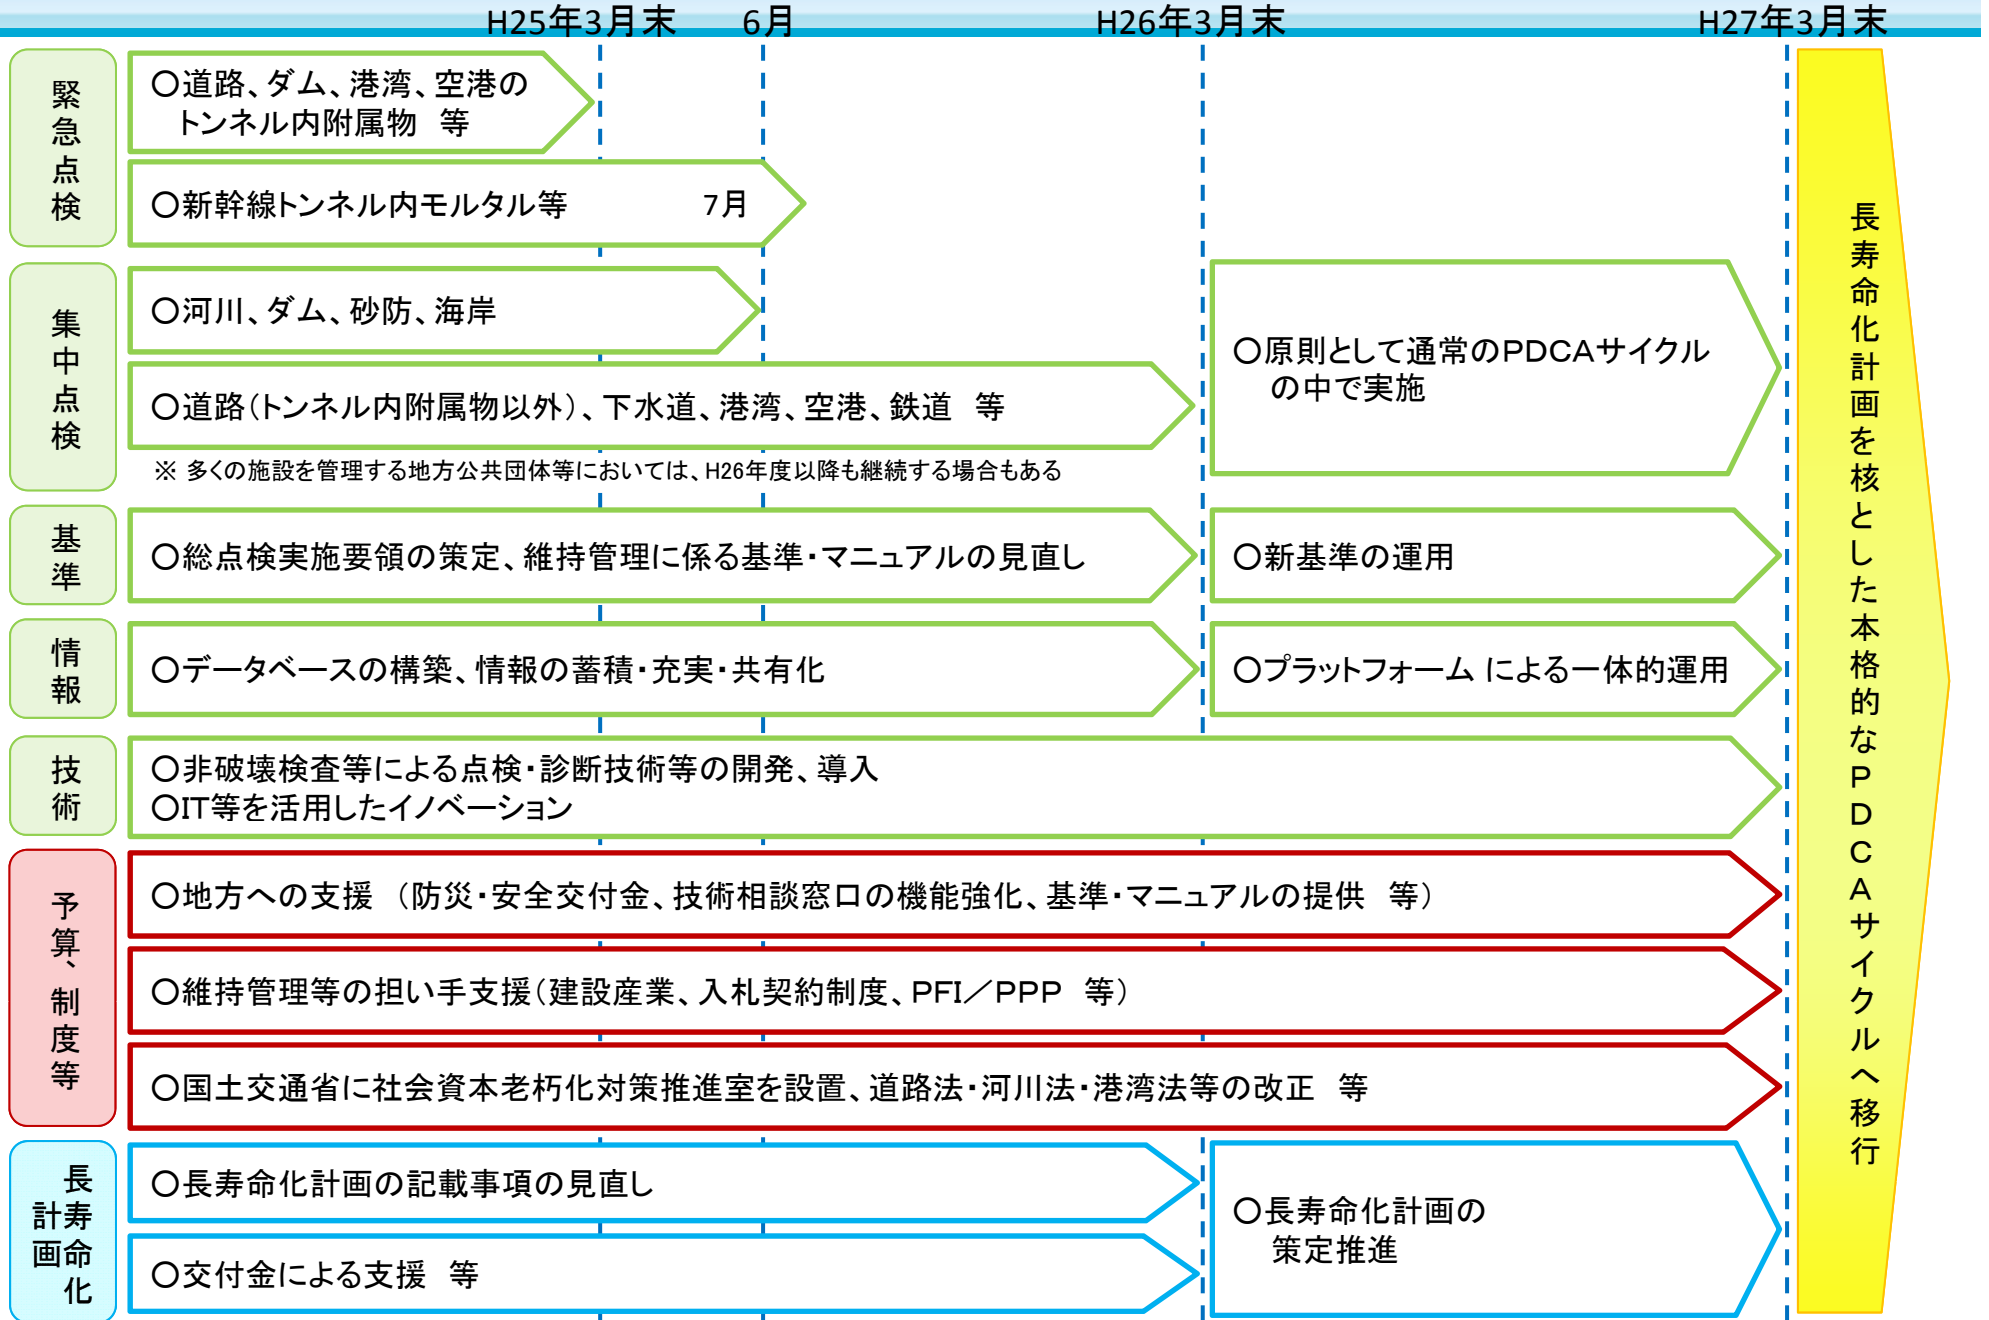 H25年3月末 6月 H26年3月末 H27年3月末
緊急点検
〇道路、ダム、港湾、空港の
トンネル内附属物 等
〇新幹線トンネル内モルタル等 7月
集中点検
〇河川、ダム、砂防、海岸
〇道路(トンネル内附属物以外)、下水道、港湾、空港、鉄道 等
※ 多くの施設を管理する地方公共団体等においては、H26年度以降も継続する場合もある
〇原則として通常のPDCAサイクル
の中で実施
基準
〇総点検実施要領の策定、維持管理に係る基準・マニュアルの見直し
〇新基準の運用
情報
〇データベースの構築、情報の蓄積・充実・共有化
〇プラットフォーム による一体的運用
技術
〇非破壊検査等による点検・診断技術等の開発、導入
〇IT等を活用したイノベーション
予算、制度等
〇地方への支援 (防災・安全交付金、技術相談窓口の機能強化、基準・マニュアルの提供 等)
〇維持管理等の担い手支援(建設産業、入札契約制度、PFI/PPP 等)
〇国土交通省に社会資本老朽化対策推進室を設置、道路法・河川法・港湾法等の改正 等
長寿命化
計画
〇長寿命化計画の記載事項の見直し
〇交付金による支援 等
〇長寿命化計画の
策定推進
長寿命化計画を核とした本格的なPDCAサイクルへ移行